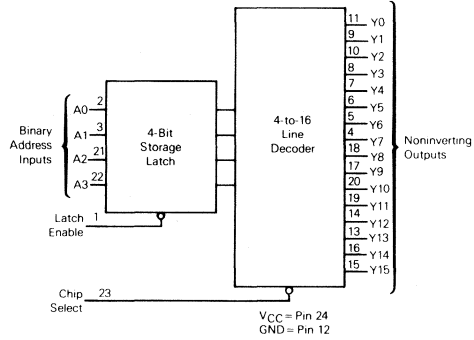 11 Y0
9 Y1
10 Y2
8 Y3
7 Y4
6 Y5
5 Y6
4 Y7
18 Y8
17 Y9
20 Y10
19 Y11
14 Y12
13 Y13
16 Y14
15 Y15
Noninverting
Outputs
Binary
Address
Inputs
A0 2
A1 3
A2 21
A3 22
4-Bit
Storage
Latch
4-to-16
Line
Decoder
Latch
Enable
1
Chip
Select
23
VCC = Pin 24
GND = Pin 12